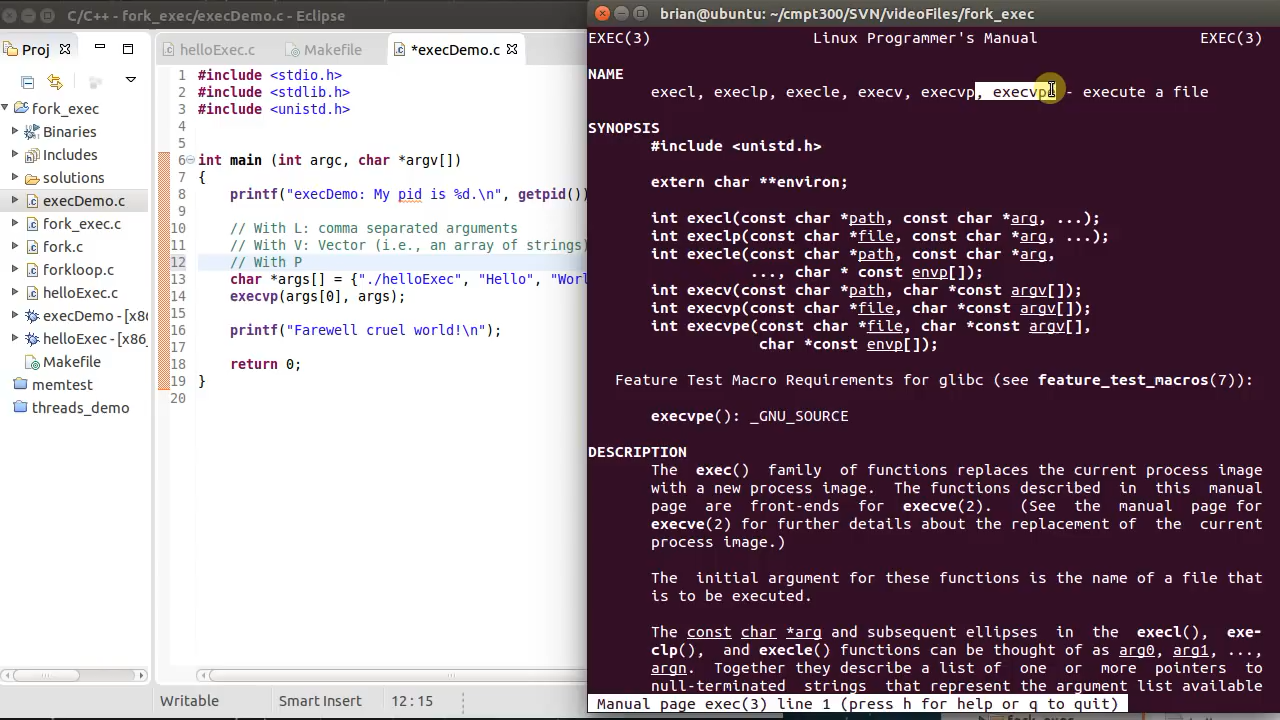 C/C++ - fork_exec/execDemo.c - Eclipse
Proj
fork_exec
Binaries
Includes
solutions
execDemo.c
fork_exec.c
fork.c
forkloop.c
helloExec.c
execDemo - [x8
helloExec - [x86_
Makefile
memtest
threads_demo
helloExec.c
Makefile
*execDemo.c
1 #include <stdio.h>
2 #include <stdlib.h>
3 #include <unistd.h>
4
5
6 int main (int argc, char *argv[])
7 {
8 printf("execDemo: My pid is %d.\n", getpid())
9
10 // With L: comma separated arguments
11 // With V: Vector (i.e., an array of strings)
12 // With P
13 char *args[] = {"./helloExec", "Hello", "Worl
14 execvp(args[0], args);
15
16 printf("Farewell cruel world!\n");
17
18 return 0;
19 }
20
Writable Smart Insert 12:15
brian@ubuntu: ~/cmpt300/SVN/videoFiles/fork_exec
EXEC(3) Linux Programmer's Manual EXEC(3)
NAME
execl, execlp, execle, execv, execvp, execvpe - execute a file
SYNOPSIS
#include <unistd.h>
extern char **environ;
int execl(const char *path, const char *arg, ...);
int execlp(const char *file, const char *arg, ...);
int execle(const char *path, const char *arg,
..., char * const envp[]);
int execv(const char *path, char *const argv[]);
int execvp(const char *file, char *const argv[]);
int execvpe(const char *file, char *const argv[],
char *const envp[]);
Feature Test Macro Requirements for glibc (see feature_test_macros(7)):
execvpe(): _GNU_SOURCE
DESCRIPTION
The exec() family of functions replaces the current process image
with a new process image. The functions described in this manual
page are front-ends for execve(2). (See the manual page for
execve(2) for further details about the replacement of the current
process image.)
The initial argument for these functions is the name of a file that
is to be executed.
The const char *arg and subsequent ellipses in the execl(), exe-
clp(), and execle() functions can be thought of as arg0, arg1, ...,
argn. Together they describe a list of one or more pointers to
null-terminated strings that represent the argument list available
Manual page exec(3) line 1 (press h for help or q to quit)